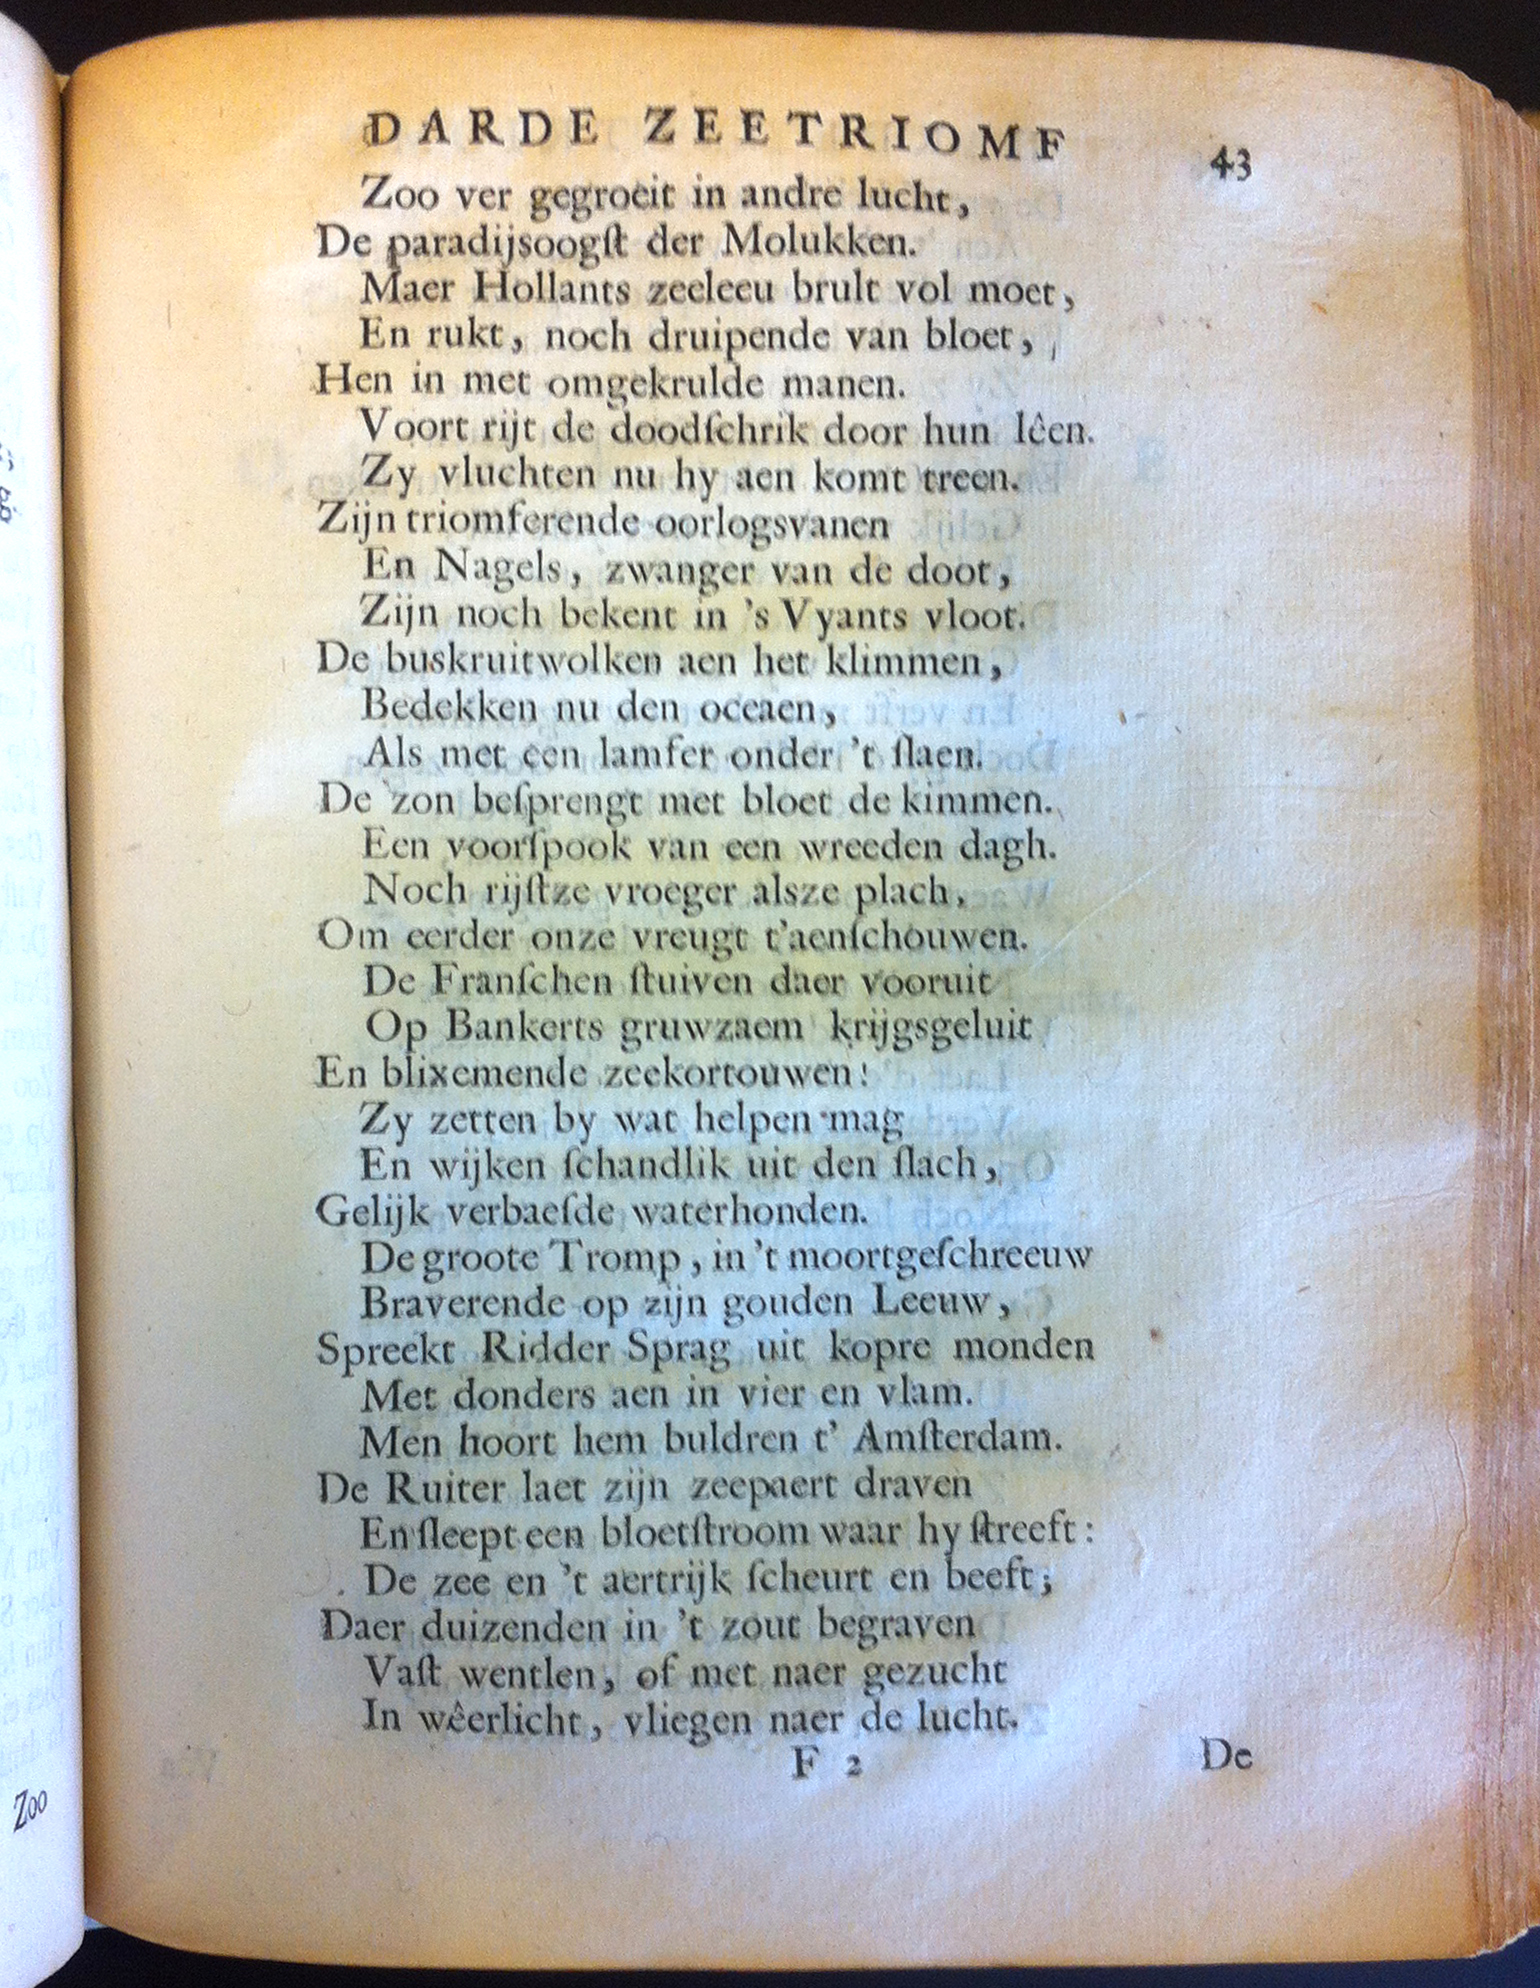 DARDE ZEETRIOMF 43
Zoo ver gegroeit in andre lucht,
De paradijsoogſt der Molukken.
Maer Hollants zeeleeu brult vol moet,
En rukt, noch druipende van bloet,
Hen in met omgekrulde manen.
Voort rijt de doodſchrik door hun lêen.
Zy vluchten nu hy aen komt treen.
Zijn triomferende oorlogsvanen
En Nagels, zwanger van de doot,
Zijn noch bekent in 's Vyants vloot.
De buskruitwolken aen het klimmen,
Bedekken nu den oceaen,
Als met een lamfer onder 't ſlaen.
De zon beſprengt met bloet de kimmen.
Een voorſpook van een wreeden dagh.
Noch rijſtze vroeger alsze plach,
Om eerder onze vreugt t'aenſchouwen.
De Franſchen ſtuiven daer vooruit
Op Bankerts gruwzaem krijgsgeluit
En blixemende zeekortouwen!
Zy zetten by wat helpen mag
En wijken ſchandlik uit den ſlach,
Gelijk verbaeſde waterhonden.
De groote Tromp, in 't moortgeſchreeuw
Braverende op zijn gouden Leeuw,
Spreekt Ridder Sprag uit kopre monden
Met donders aen in vier en vlam.
Men hoort hem buldren t' Amſterdam.
De Ruiter laet zijn zeepaert draven
En ſleept een bloetſtroom waar hy ſtreeft:
De zee en 't aertrijk ſcheurt en beeft;
Daer duizenden in 't zout begraven
Vaſt wentlen, of met naer gezucht
In wêerlicht, vliegen naer de lucht.
F 2 De
Zoo